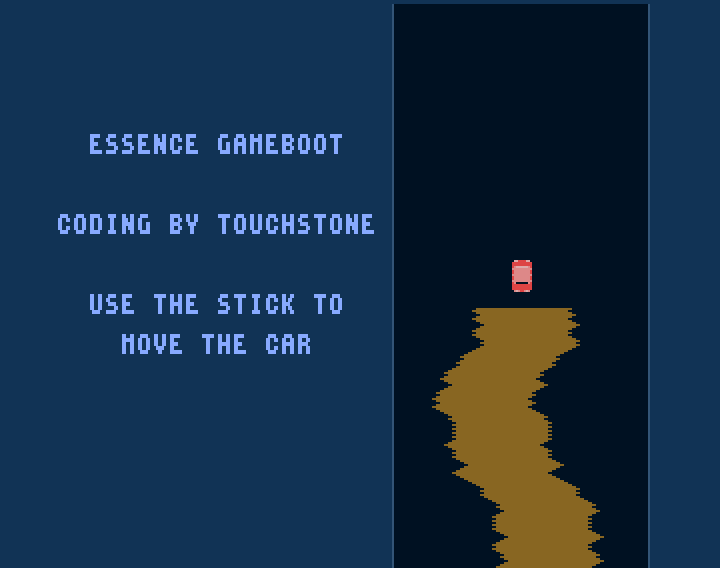 ESSENCE GAMEBOOT
CODING BY TOUCHSTONE
USE THE STICK TO
MOVE THE CAR